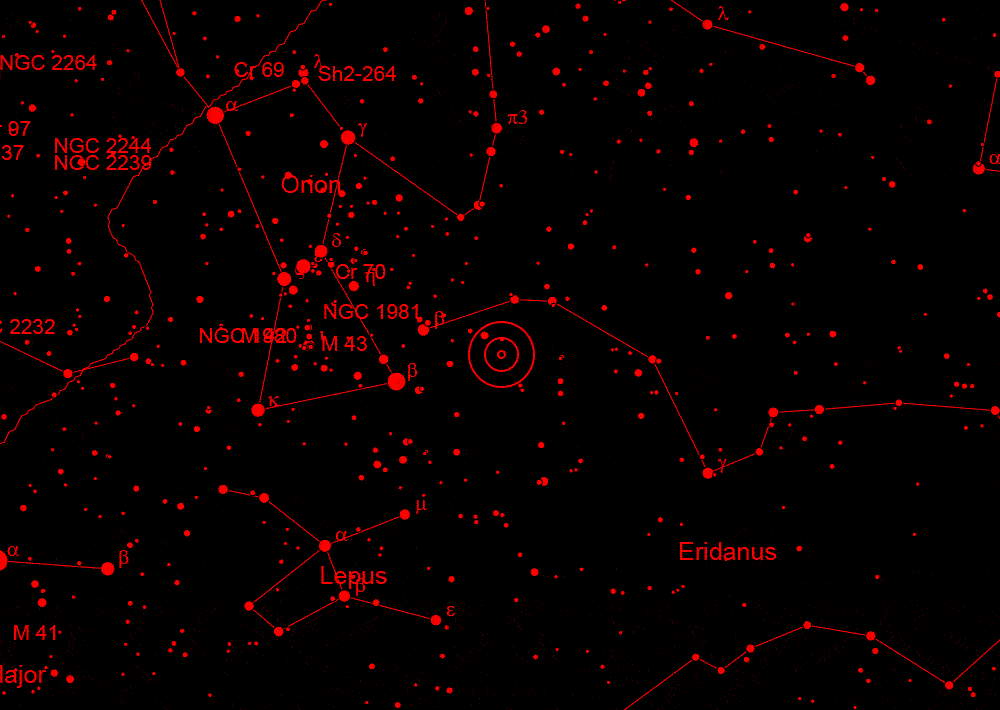 λ
NGC 2264
Cr 69
λ
Sh2-264
α
π3
97
γ
NGC 2244
37
NGC 2239
α
Orion
δ
ε
Cr 70
η
NGC 1981
β
2232
M 43
β
κ
γ
μ
α
α
β
Eridanus
Lepus
β
ε
M 41
ajor